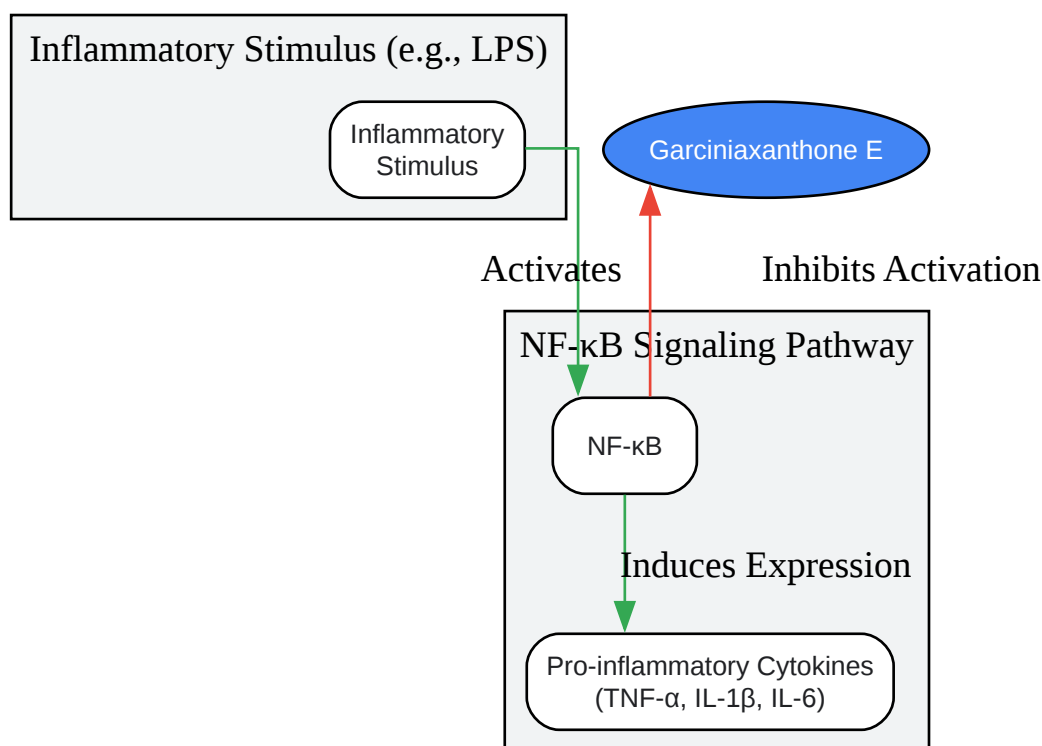 Inflammatory Stimulus (e.g., LPS)
Inflammatory
Stimulus
Garciniaxanthone E
Activates
Inhibits Activation
NF-κB Signaling Pathway
NF-κB
Induces Expression
Pro-inflammatory Cytokines
(TNF-α, IL-1β, IL-6)